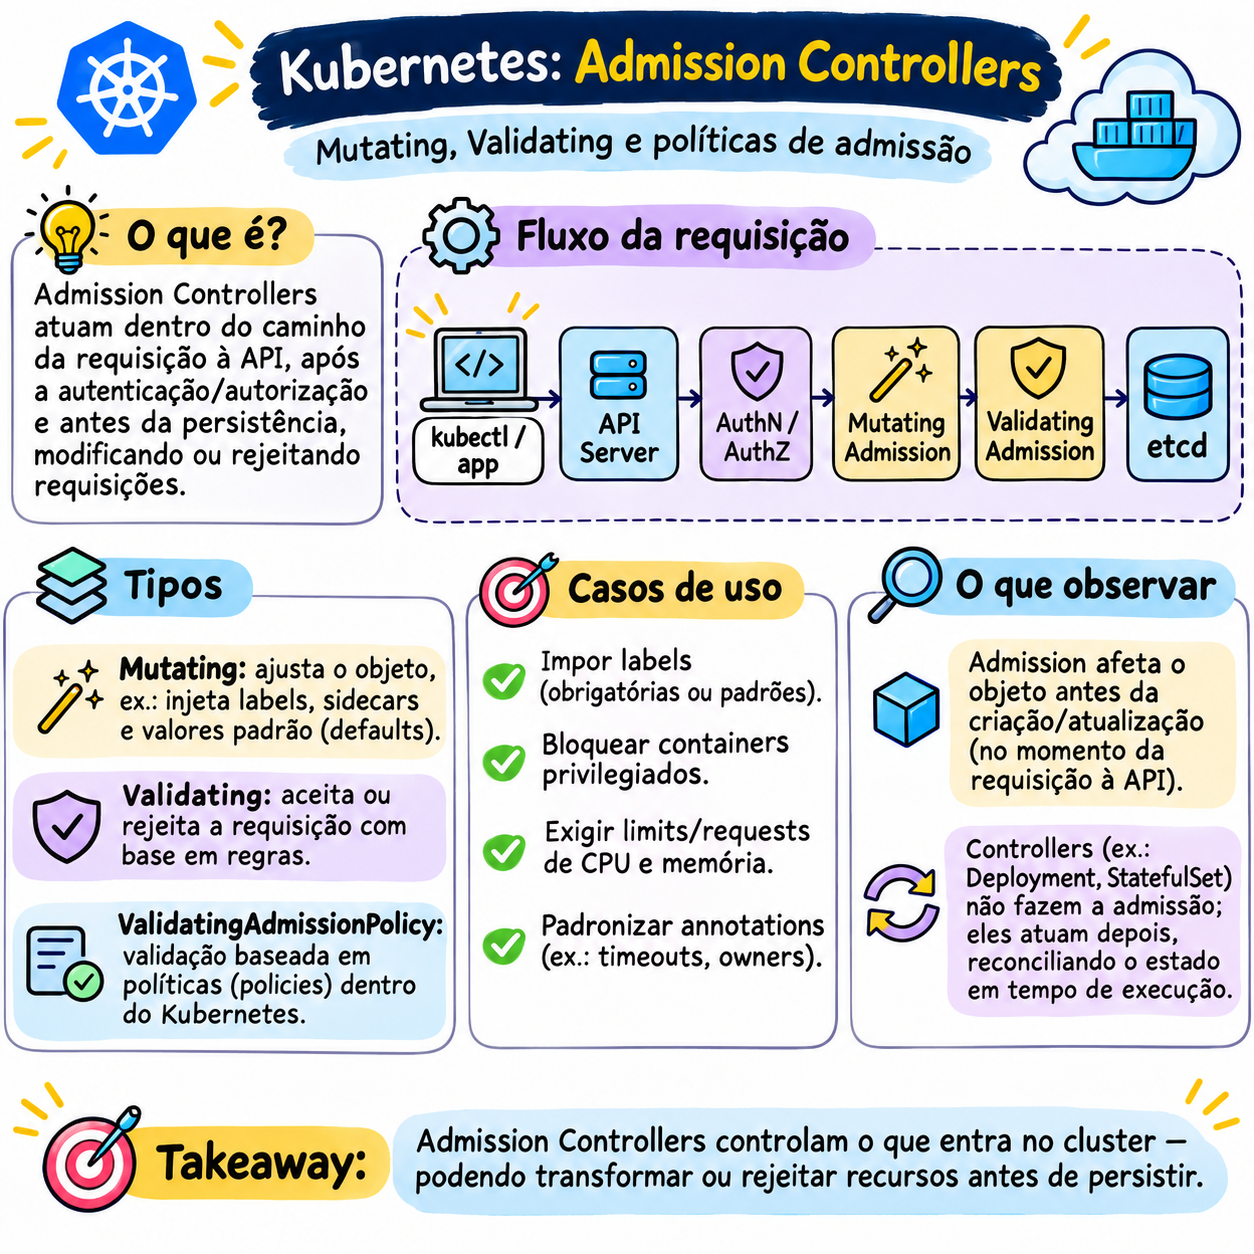 Kubernetes: Admission Controllers
Mutating, Validating e políticas de admissão
O que é?
Admission Controllers
atuam dentro do caminho
da requisição à API, após
a autenticação/autorização
e antes da persistência,
modificando ou rejeitando
requisições.
Fluxo da requisição
</>
kubectl /
app
API
Server
AuthN /
AuthZ
Mutating
Admission
Validating
Admission
etcd
Tipos
Mutating: ajusta o objeto,
ex.: injeta labels, sidecars
e valores padrão (defaults).
Validating: aceita ou
rejeita a requisição com
base em regras.
ValidatingAdmissionPolicy:
validação baseada em
políticas (policies) dentro
do Kubernetes.
Casos de uso
Impor labels
(obrigatórias ou padrões).
Bloquear containers
privilegiados.
Exigir limits/requests
de CPU e memória.
Padronizar annotations
(ex.: timeouts, owners).
O que observar
Admission afeta o
objeto antes da
criação/atualização
(no momento da
requisição à API).
Controllers (ex.:
Deployment, StatefulSet)
não fazem a admissão;
eles atuam depois,
reconciliando o estado
em tempo de execução.
Takeaway:
Admission Controllers controlam o que entra no cluster —
podendo transformar ou rejeitar recursos antes de persistir.